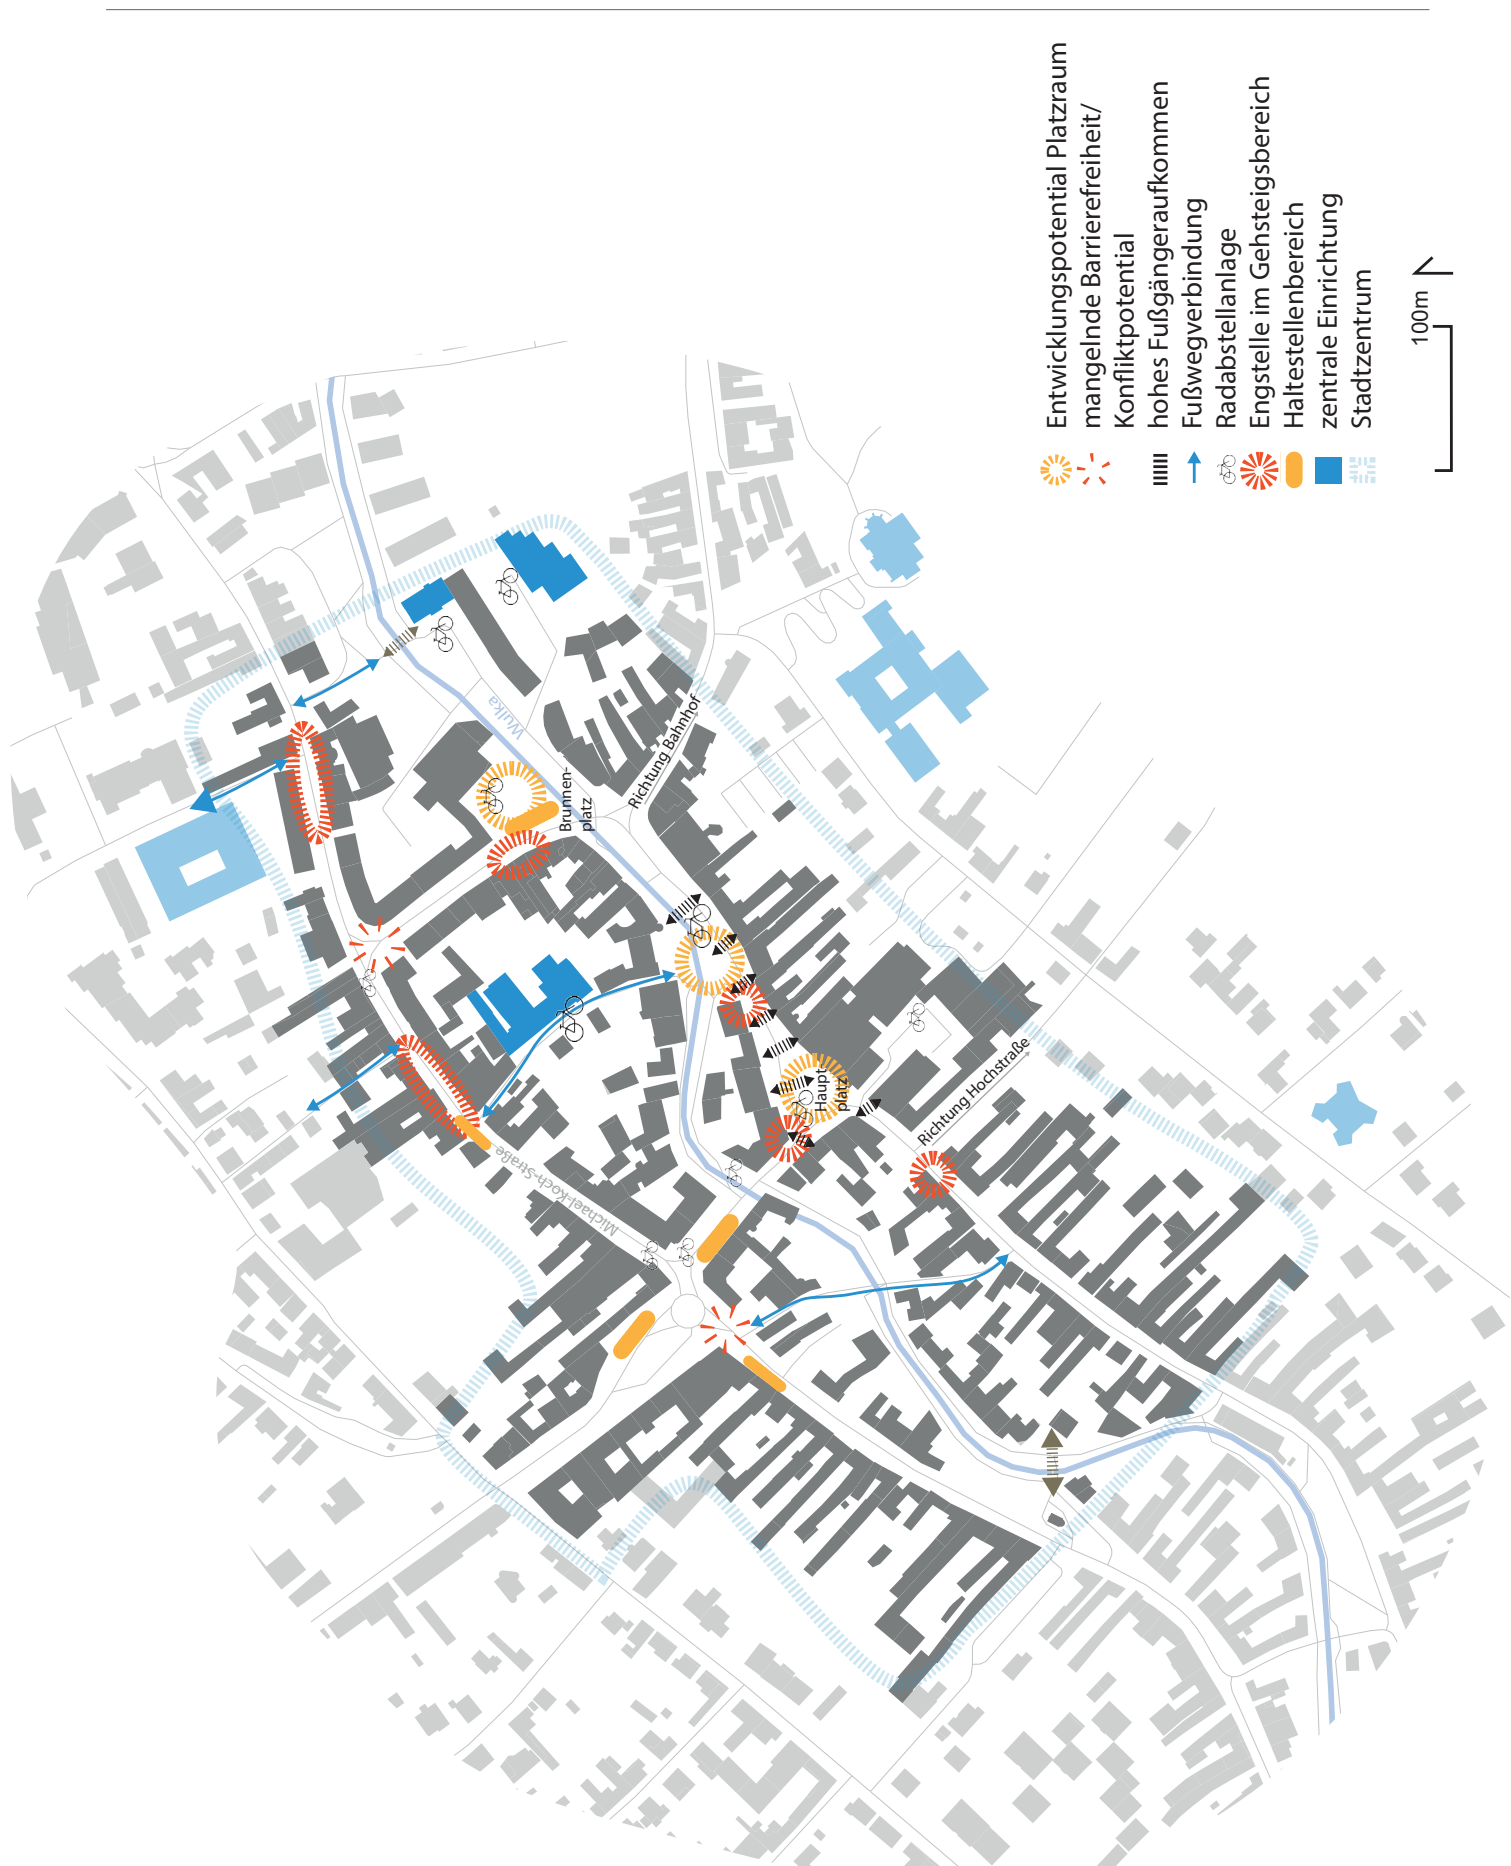 Entwicklungspotential Platzraum
mangelnde Barrierefreiheit/
Konfliktpotential
hohes Fußgängeraufkommen
Fußwegverbindung
Radabstellanlage
Engstelle im Gehsteigsbereich
Haltestellenbereich
zentrale Einrichtung
Stadtzentrum
100m
Wulka
Richtung Bahnhof
Brunnen-
platz
Haupt
platz
Richtung Hochstraße
Michael-Koch-Straße